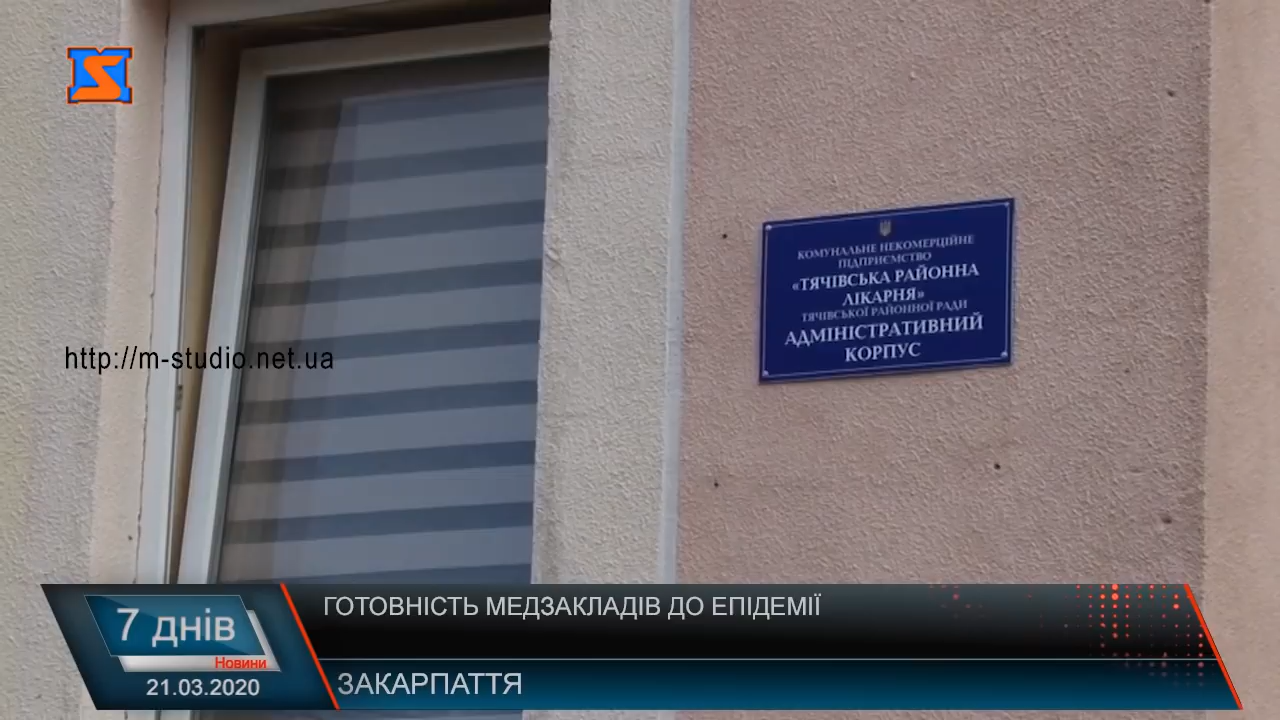 КОМУНАЛЬНЕ НЕКОМЕРЦІЙНЕ
ПІДПРИЄМСТВО
«ТЯЧІВСЬКА РАЙОННА
ЛІКАРНЯ»
ТЯЧІВСЬКОЇ РАЙОННОЇ РАДИ
АДМІНІСТРАТИВНИЙ
КОРПУС
http://m-studio.net.ua
7 днів
Новини
21.03.2020
ГОТОВНІСТЬ МЕДЗАКЛАДІВ ДО ЕПІДЕМІЇ
ЗАКАРПАТТЯ